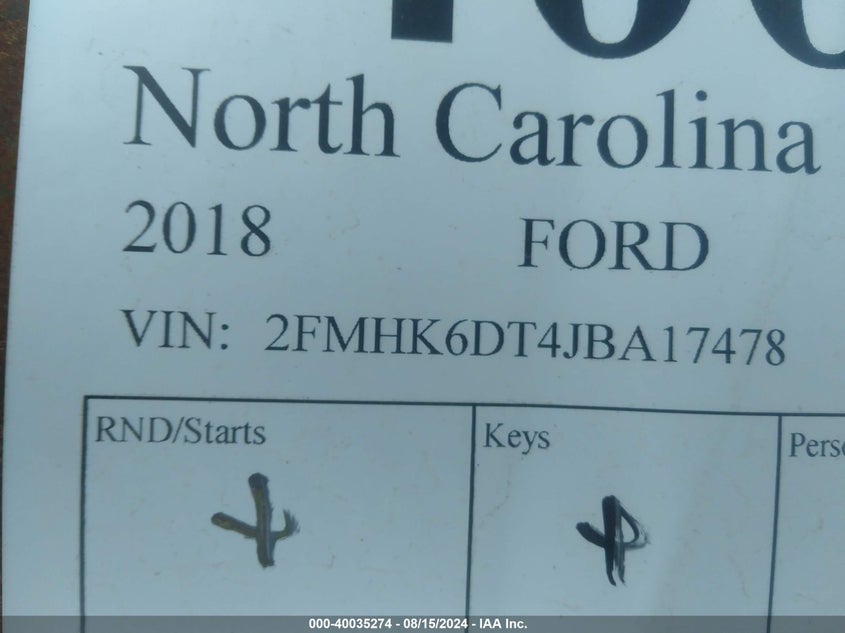 North Carolina
2018 FORD
VIN: 2FMHK6DT4JBA17478
RND/Starts Keys
000-40035274 - 08/15/2024 - IAA Inc.